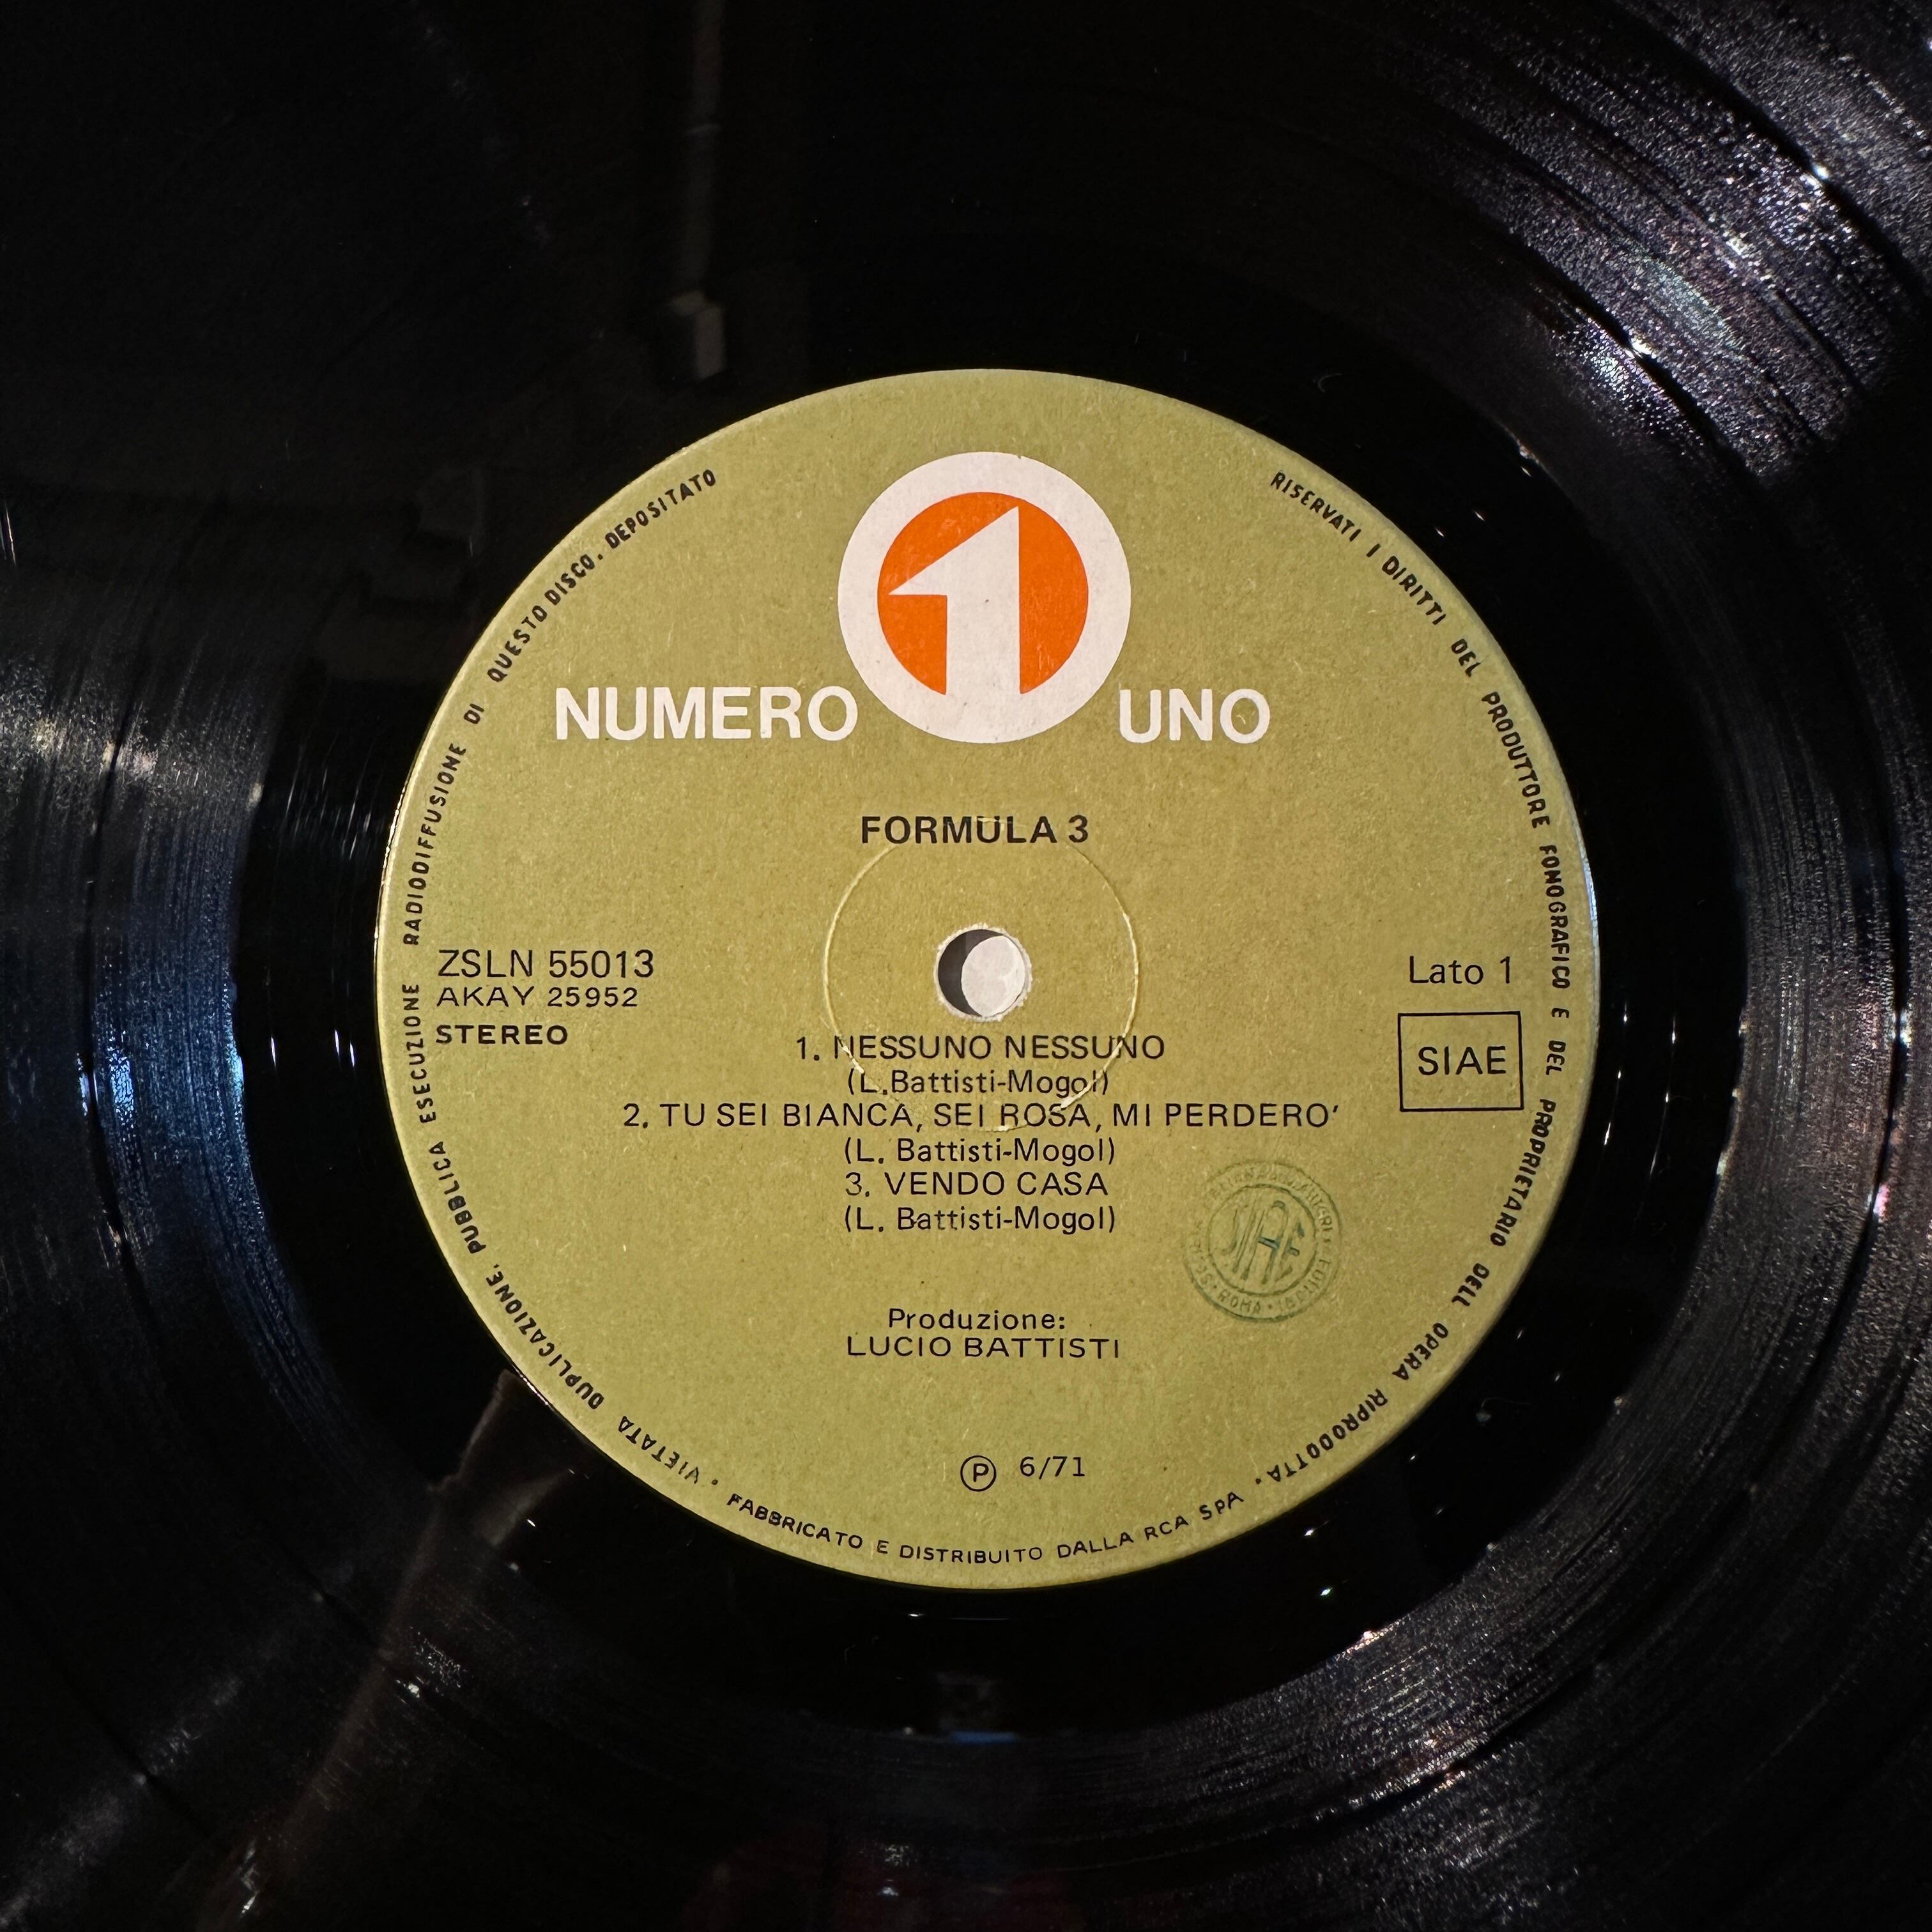 NUMERO 1 UNO
FORMULA 3
ZSLN 55013
AKAY 25952
STEREO
Lato 1
SIAE
1. NESSUNO NESSUNO
(L.Battisti-Mogol)
2. TU SEI BIANCA, SEI ROSA, MI PERDERO'
(L. Battisti-Mogol)
3. VENDO CASA
(L. Battisti-Mogol)
SIAE
ROMA
Produzione:
LUCIO BATTISTI
Ⓟ 6/71
RISERVATI I DIRITTI DEL PRODUTTORE FONOGRAFICO E DEL PROPRIETARIO DELL OPERA RIPRODOTTA •
VIETATA DUPLICAZIONE, PUBBLICA ESECUZIONE RADIODIFFUSIONE DI QUESTO DISCO. DEPOSITATO
• FABBRICATO E DISTRIBUITO DALLA RCA SPA